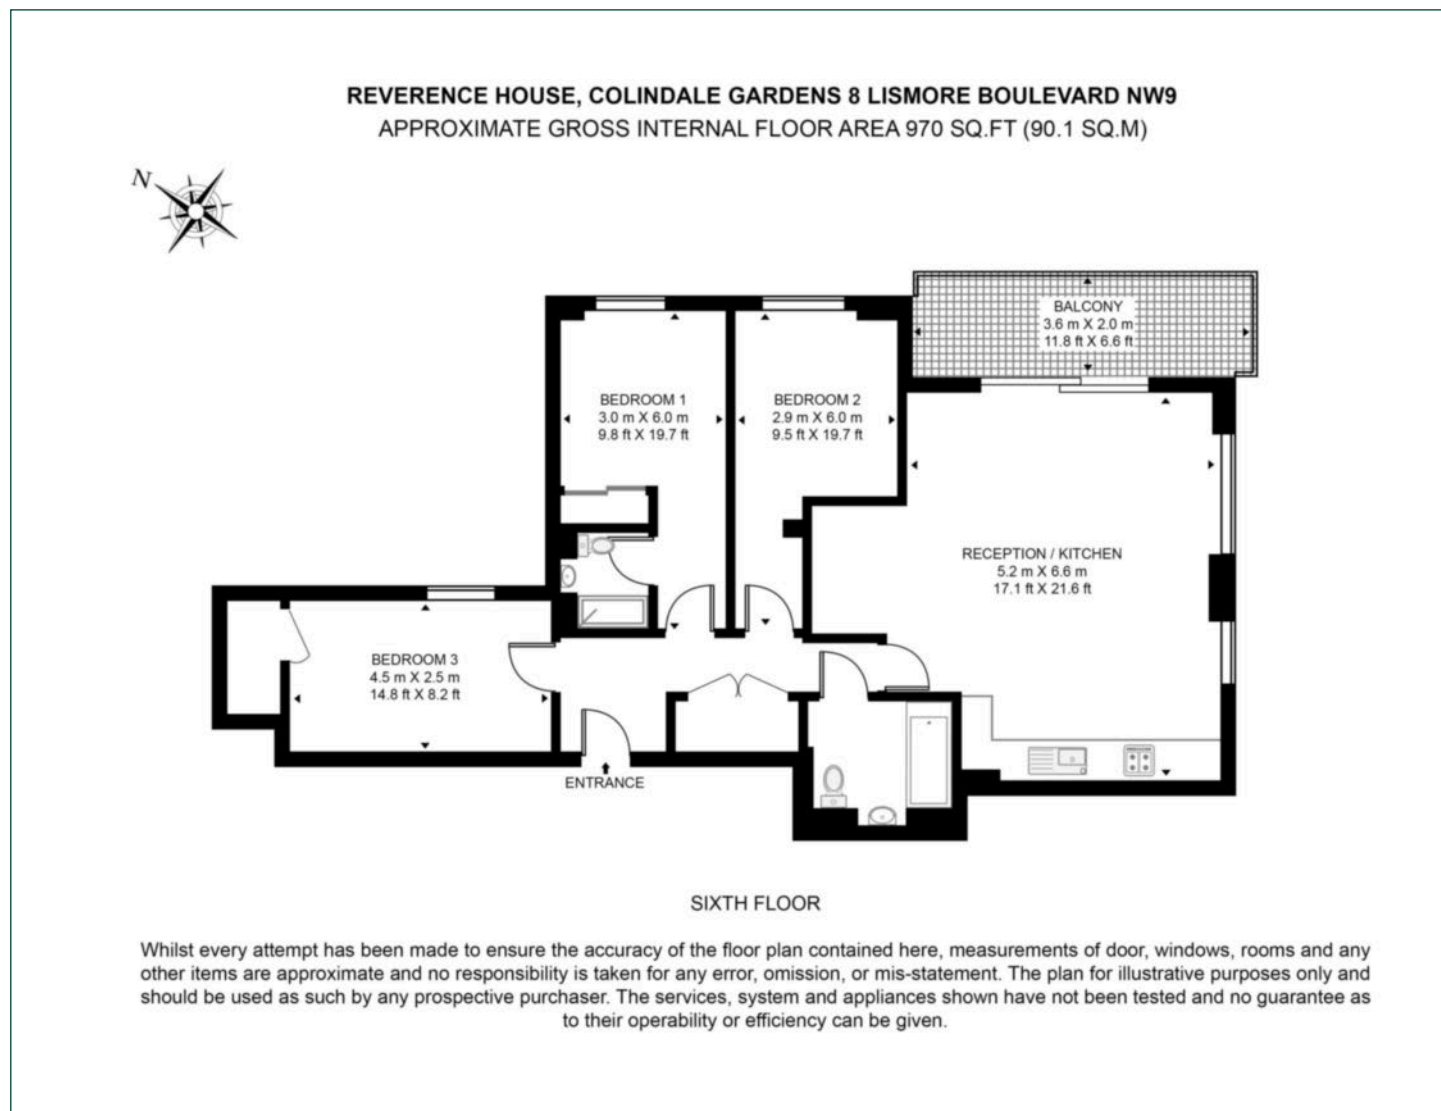 REVERENCE HOUSE, COLINDALE GARDENS 8 LISMORE BOULEVARD NW9
APPROXIMATE GROSS INTERNAL FLOOR AREA 970 SQ.FT (90.1 SQ.M)
N
BALCONY
3.6 m X 2.0 m
11.8 ft X 6.6 ft
BEDROOM 1
3.0 m X 6.0 m
9.8 ft X 19.7 ft
BEDROOM 2
2.9 m X 6.0 m
9.5 ft X 19.7 ft
RECEPTION / KITCHEN
5.2 m X 6.6 m
17.1 ft X 21.6 ft
BEDROOM 3
4.5 m X 2.5 m
14.8 ft X 8.2 ft
ENTRANCE
SIXTH FLOOR
Whilst every attempt has been made to ensure the accuracy of the floor plan contained here, measurements of door, windows, rooms and any
other items are approximate and no responsibility is taken for any error, omission, or mis-statement. The plan for illustrative purposes only and
should be used as such by any prospective purchaser. The services, system and appliances shown have not been tested and no guarantee as
to their operability or efficiency can be given.